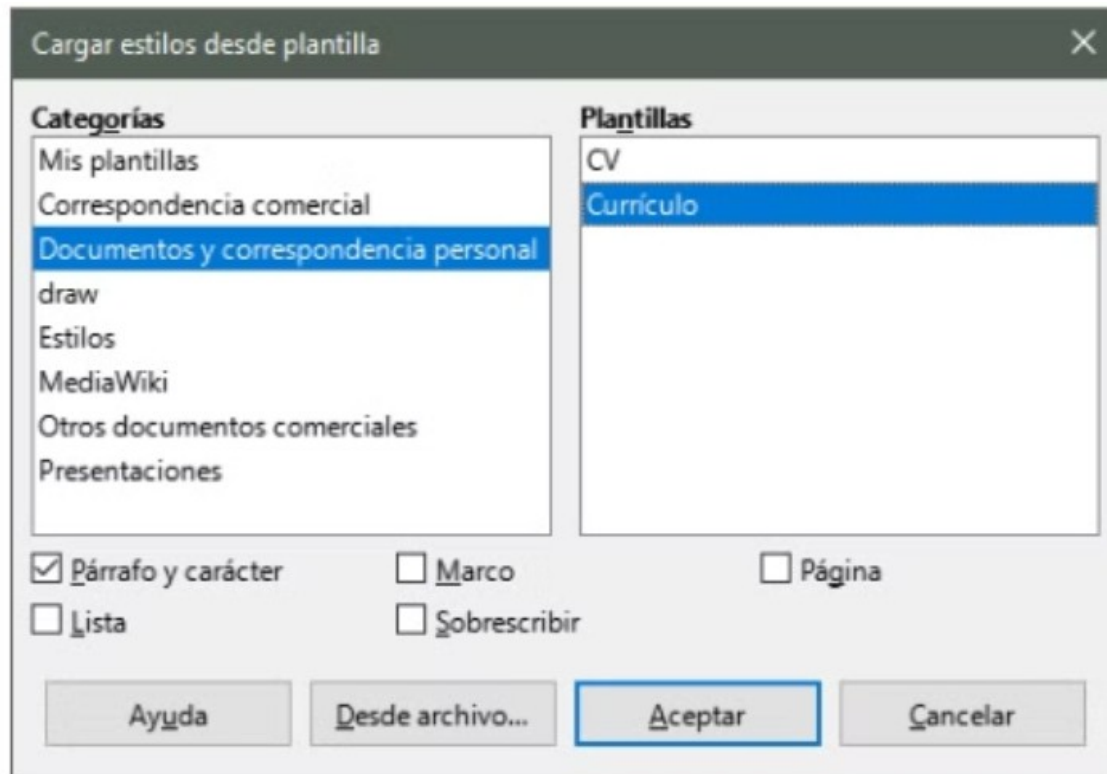 Cargar estilos desde plantilla
Categorías
Mis plantillas
Correspondencia comercial
Documentos y correspondencia personal
draw
Estilos
MediaWiki
Otros documentos comerciales
Presentaciones
Plantillas
CV
Currículo
Párrafo y carácter
Marco
Página
Lista
Sobrescribir
Ayuda
Desde archivo...
Aceptar
Cancelar